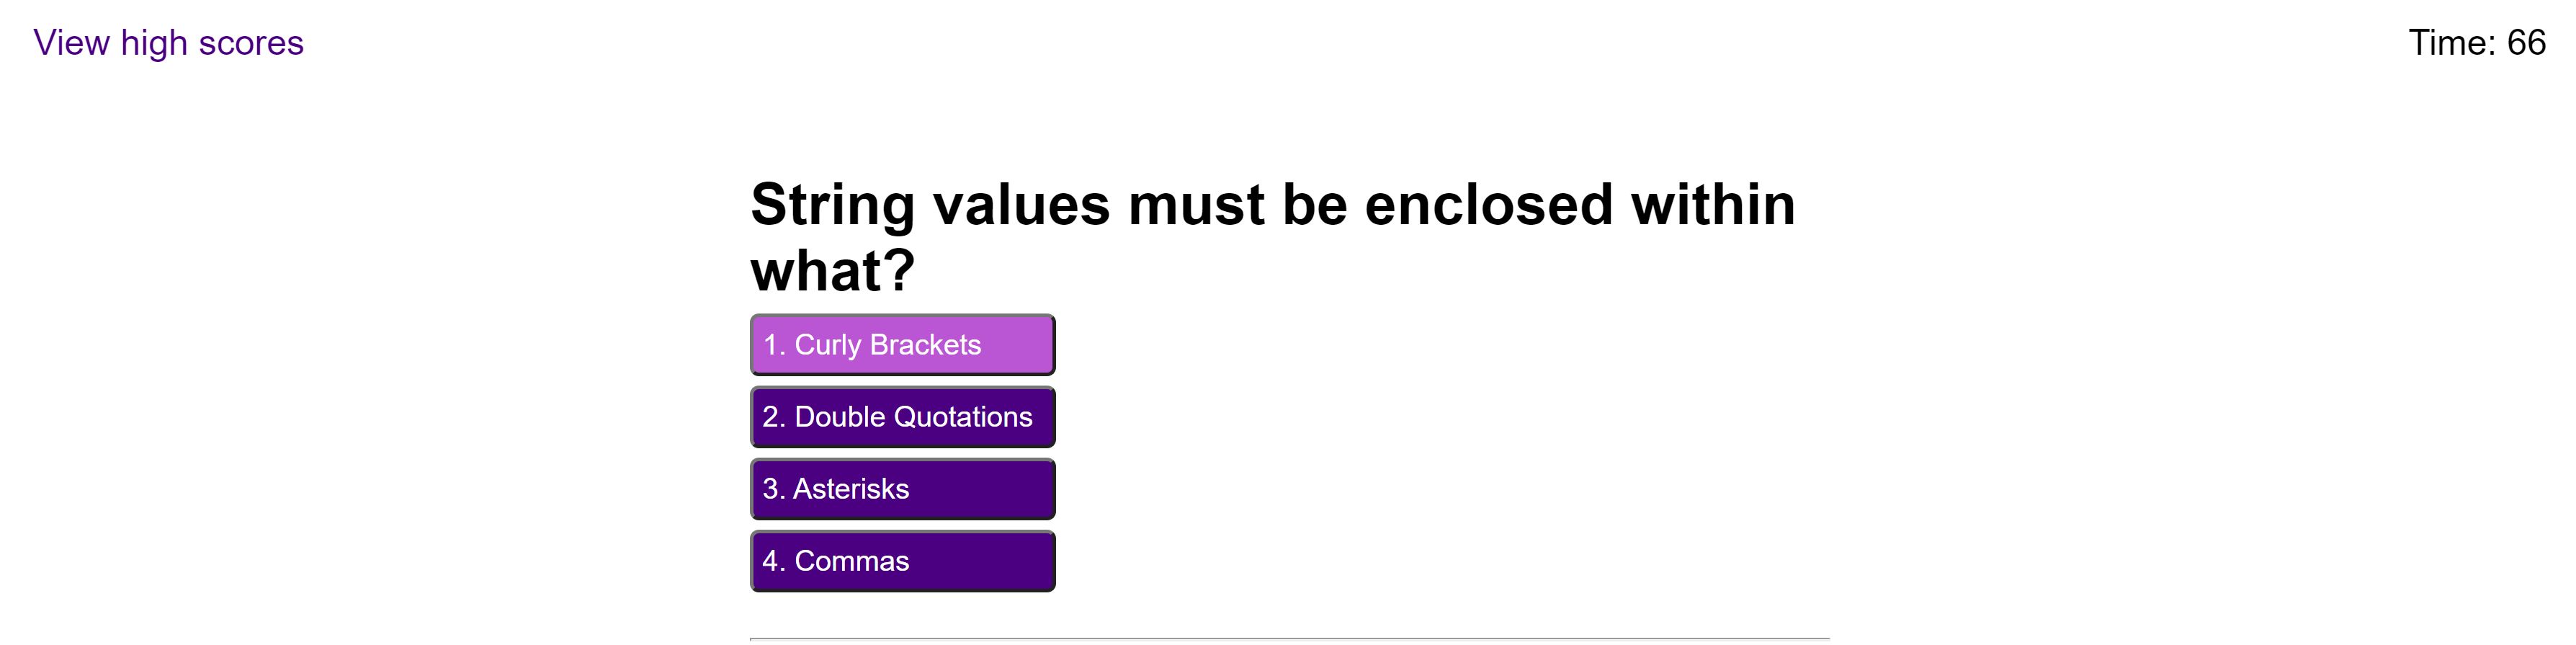 View high scores
Time: 66
String values must be enclosed within
what?
1. Curly Brackets
2. Double Quotations
3. Asterisks
4. Commas